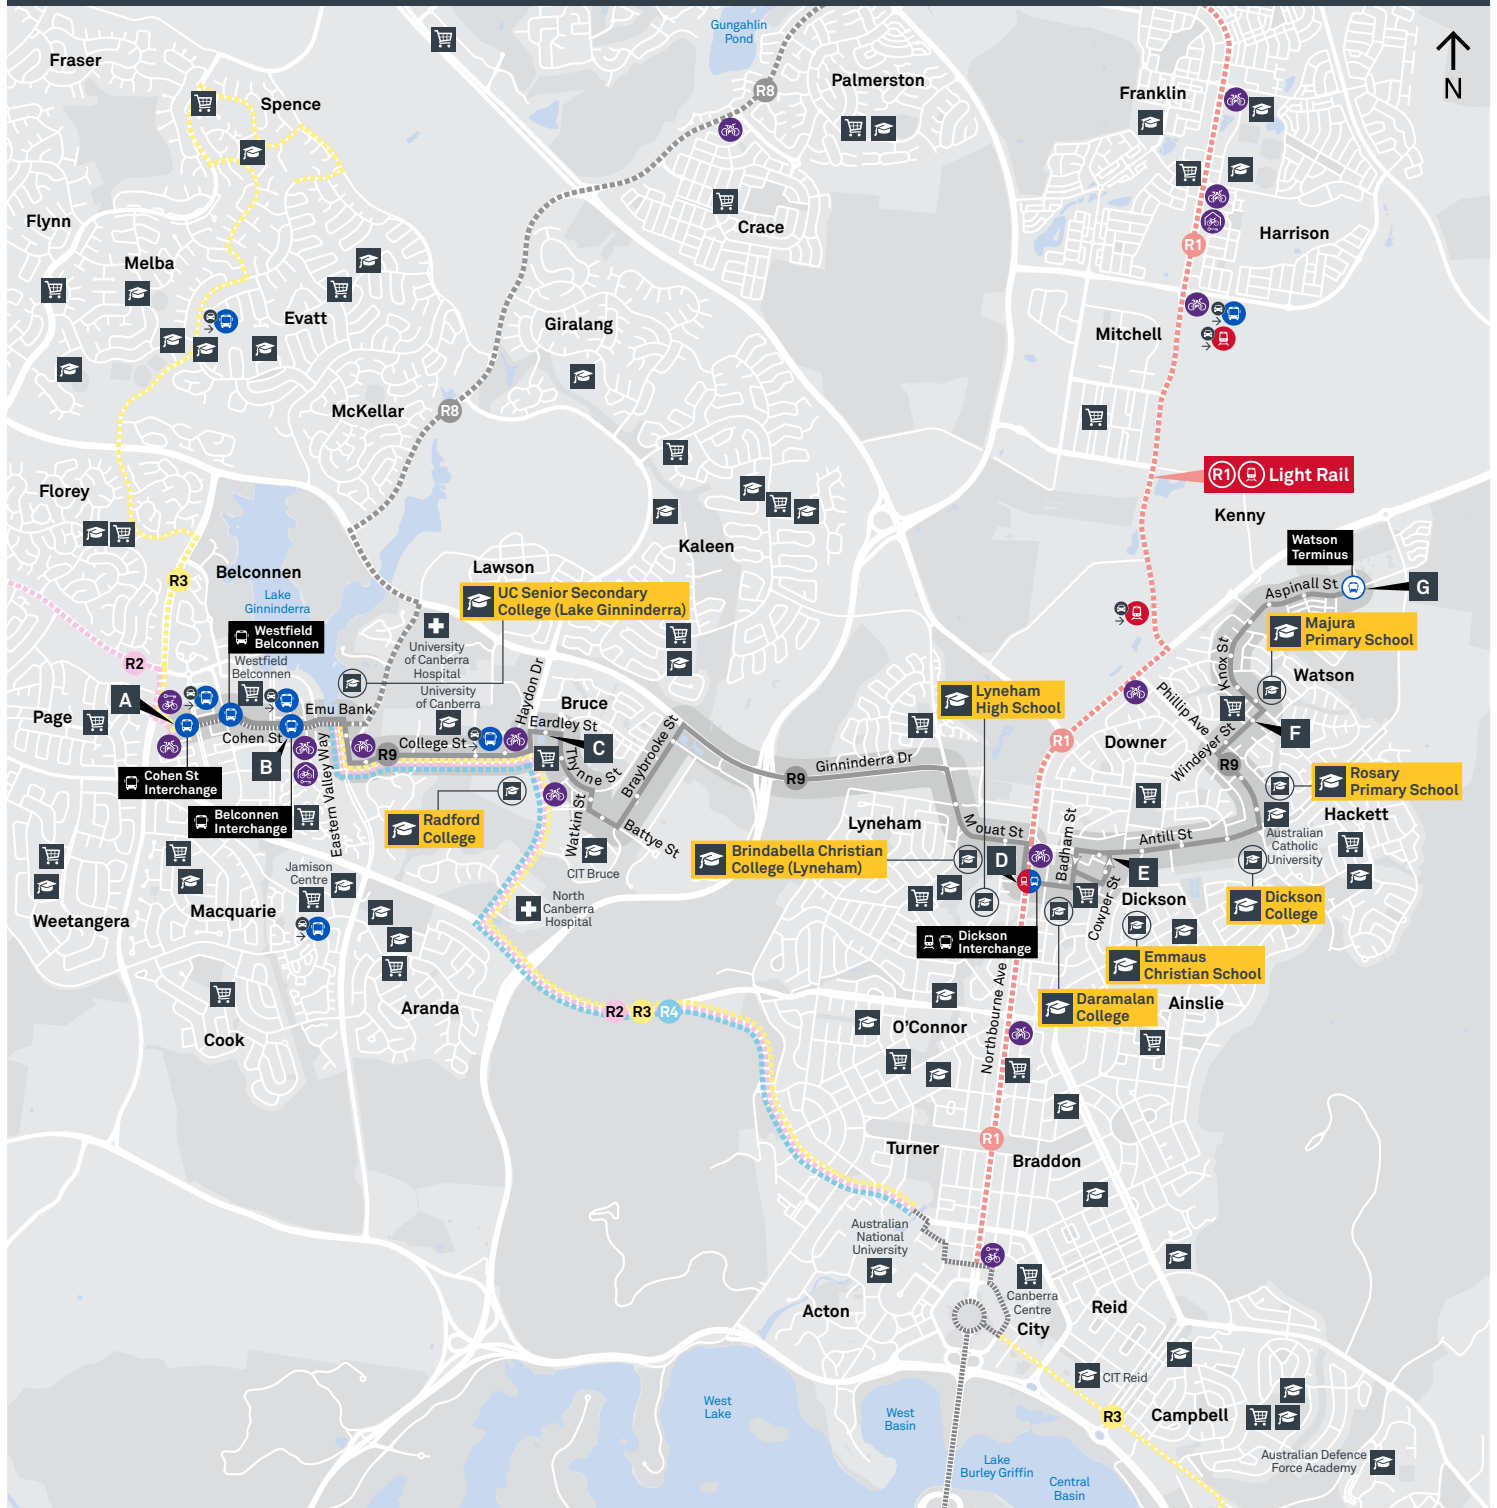 Gungahlin
Pond
Fraser
Palmerston
R8
Franklin
N
Spence
Flynn
Crace
Harrison
R1
Melba
Evatt
Giralang
Mitchell
McKellar
R8
R1 Light Rail
Florey
Kenny
Kaleen
Watson
Terminus
Lawson
Belconnen
R3
Aspinall St
G
Lake
Ginninderra
UC Senior Secondary
College (Lake Ginninderra)
Majura
Primary School
Westfield
Belconnen
Westfield
Belconnen
University
of Canberra
Hospital
University
of Canberra
R2
Knox St
Watson
Haydon Dr
Bruce
Lyneham
High School
Phillip Ave
A
Page
Emu Bank
Eardley St
Cohen St
College St
R9
C
R1
Downer
F
Windeyer St
B
Eastern Valley Way
Thynne St
Braybrooke St
Ginninderra Dr
R9
R9
Cohen St
Interchange
Rosary
Primary School
Belconnen
Interchange
Radford
College
Watkin St
Battye St
Lyneham
Mouat St
Badham St
Antill St
Hackett
Australian
Catholic
University
Brindabella Christian
College (Lyneham)
D
E
CIT Bruce
Jamison
Centre
Macquarie
Weetangera
North
Canberra
Hospital
Cowper St
Dickson
Dickson
College
Dickson
Interchange
Emmaus
Christian School
Northbourne Ave
Daramalan
College
Ainslie
Aranda
R2
R3
R4
O'Connor
Cook
Turner
R1
Braddon
Australian
National
University
Canberra
Centre
Acton
Reid
City
CIT Reid
West
Lake
West
Basin
R3
Campbell
Lake
Burley Griffin
Central
Basin
Australian Defence
Force Academy